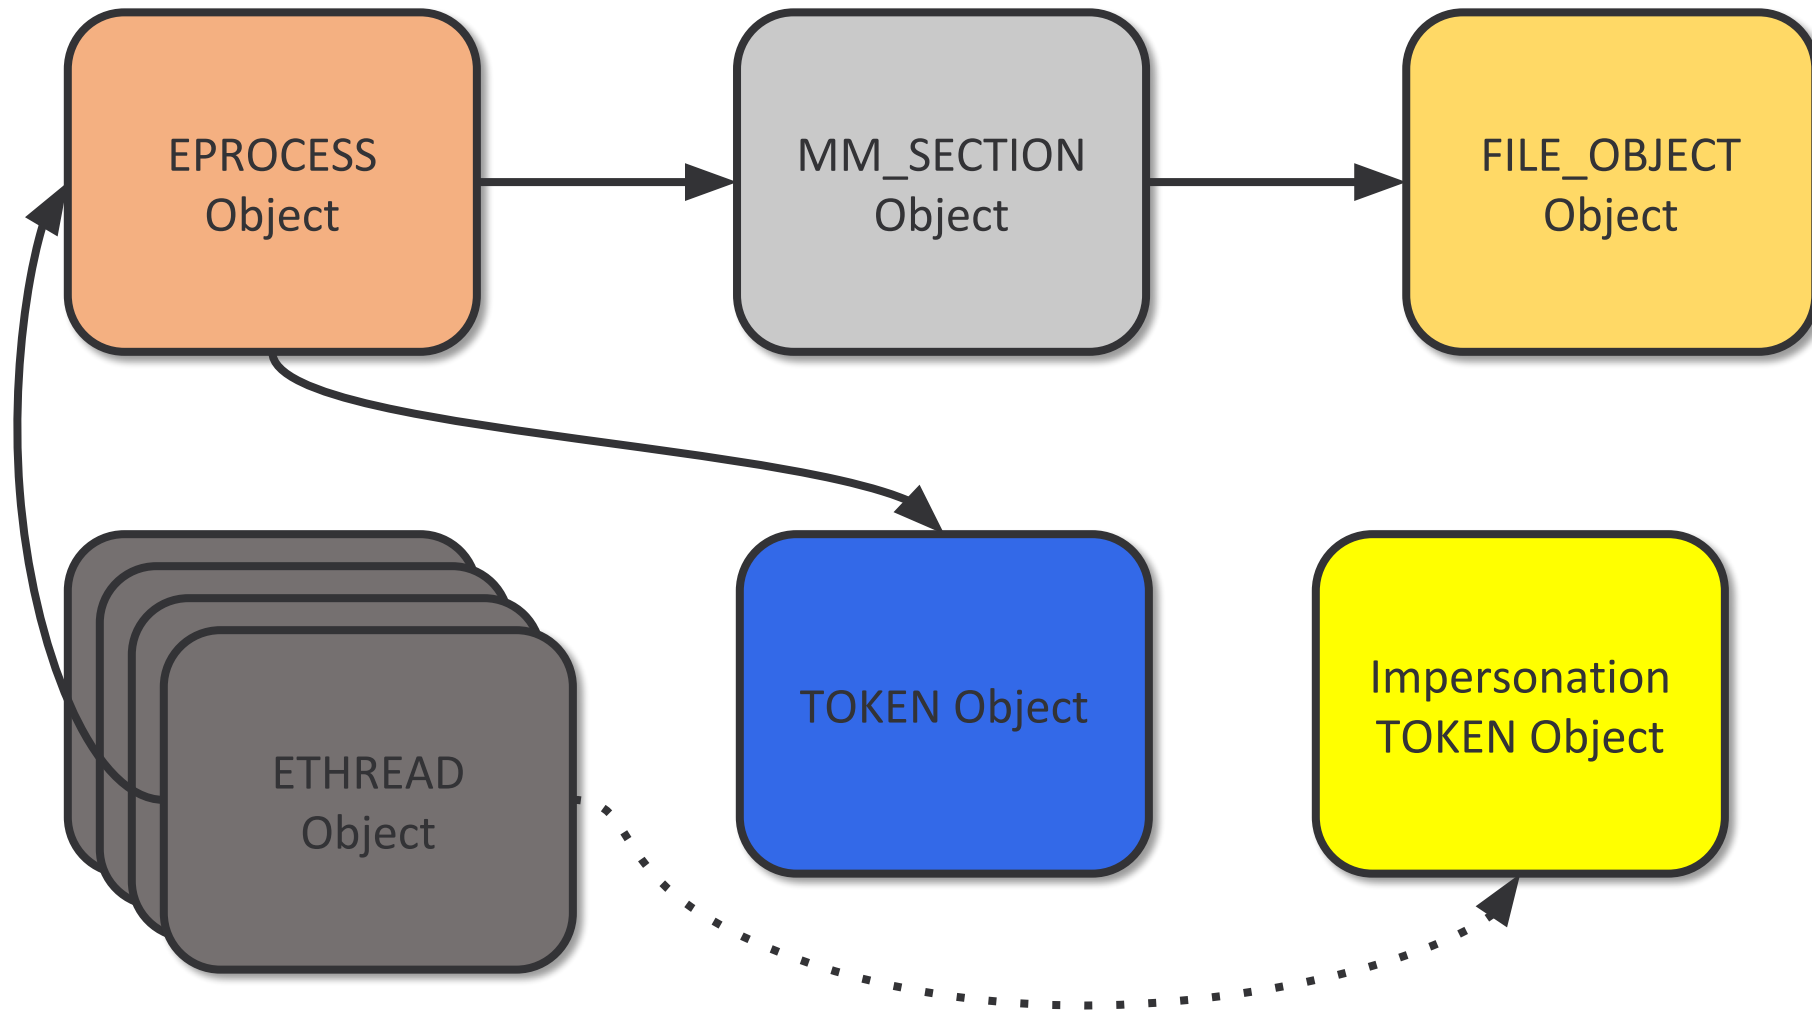 EPROCESS
Object
MM_SECTION
Object
FILE_OBJECT
Object
ETHREAD
Object
TOKEN Object
Impersonation
TOKEN Object